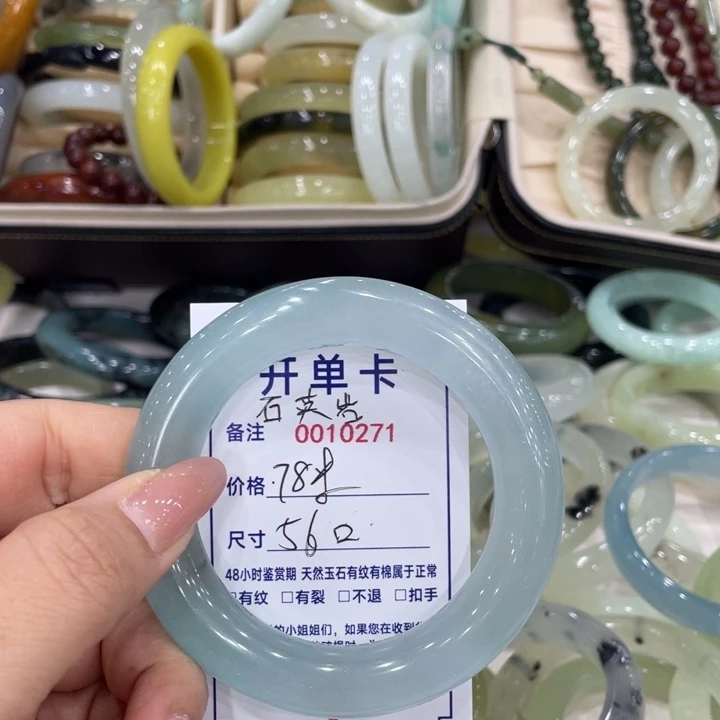 开单卡
石英岩
备注 0010271
价格 78
尺寸 56口
48小时鉴赏期 天然玉石有纹有棉属于正常
□有纹 □有裂 □不退 □扣手
的小姐姐们，如果您在收到